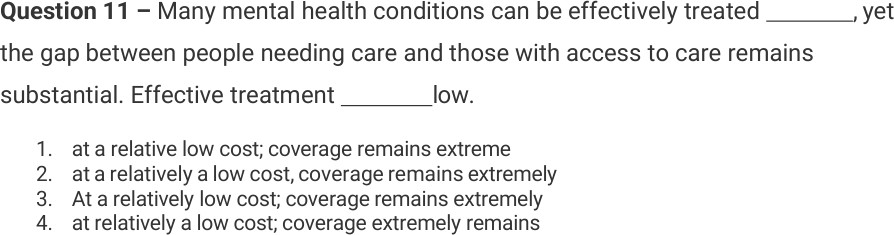 Question 11 – Many mental health conditions can be effectively treated ________, yet
the gap between people needing care and those with access to care remains
substantial. Effective treatment ________low.
1. at a relative low cost; coverage remains extreme
2. at a relatively a low cost, coverage remains extremely
3. At a relatively low cost; coverage remains extremely
4. at relatively a low cost; coverage extremely remains